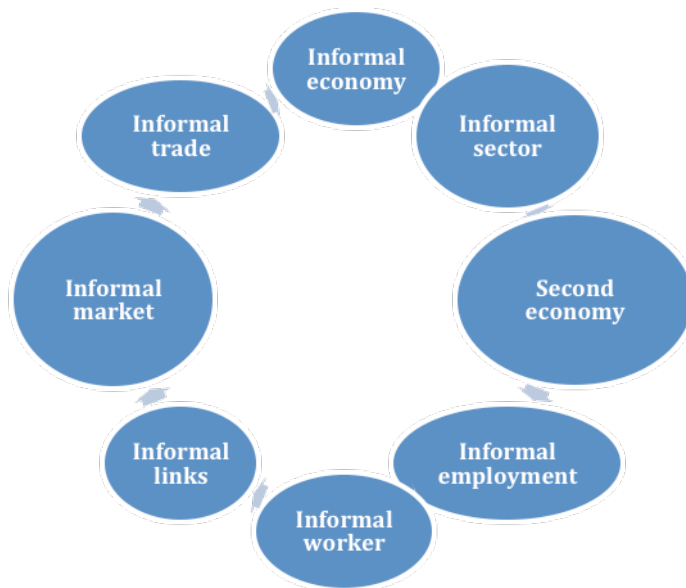 Informal
economy
Informal
sector
Second
economy
Informal
employment
Informal
worker
Informal
links
Informal
market
Informal
trade